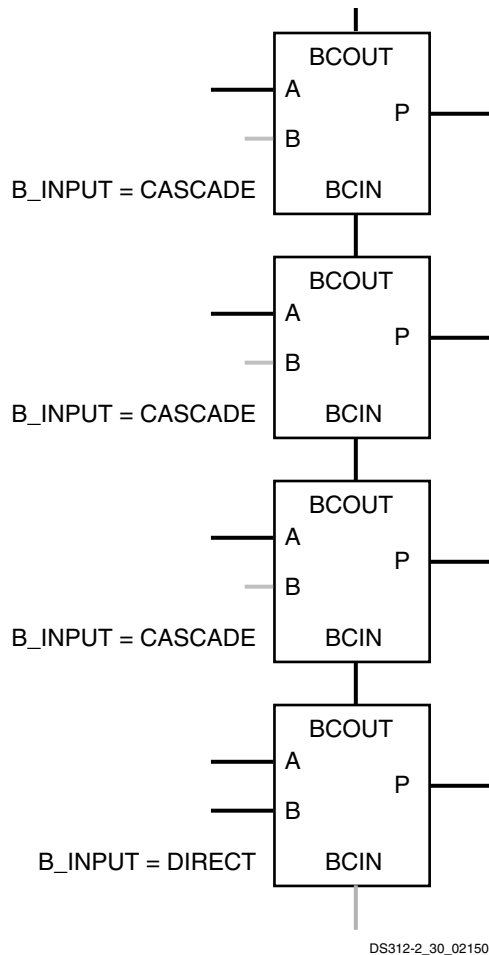 BCOUT
A
P
B
B_INPUT = CASCADE BCIN
BCOUT
A
P
B
B_INPUT = CASCADE BCIN
BCOUT
A
P
B
B_INPUT = CASCADE BCIN
BCOUT
A
P
B
B_INPUT = DIRECT BCIN
DS312-2_30_02150